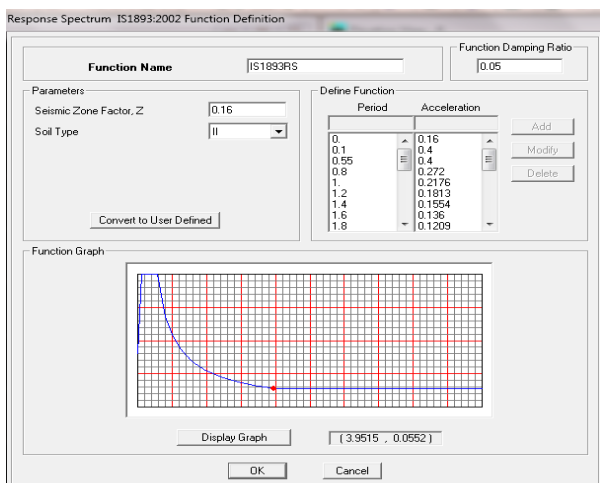 Response Spectrum IS1893:2002 Function Definition
Function Damping Ratio
Function Name IS1893RS 0.05
Parameters Define Function
Seismic Zone Factor, Z 0.16 Period Acceleration
Soil Type II Add
0. 0.16
0.1 0.4 Modify
0.55 0.4
0.8 0.272 Delete
1. 0.2176
1.2 0.1813
1.4 0.1554
1.6 0.136
1.8 0.1209
Convert to User Defined
Function Graph
Display Graph (3.9515 , 0.0552)
OK Cancel